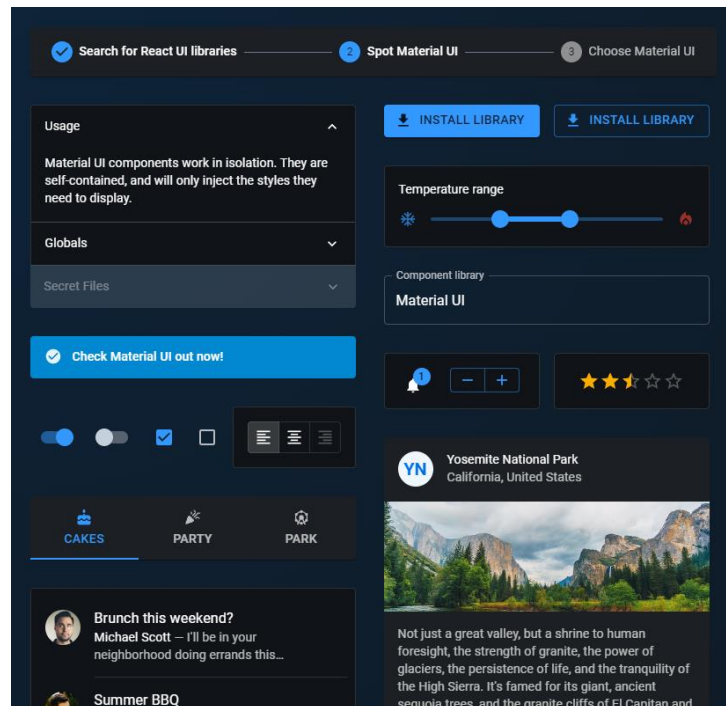 Search for React UI libraries
2
Spot Material UI
3
Choose Material UI
Usage
Material UI components work in isolation. They are
self-contained, and will only inject the styles they
need to display.
Globals
Secret Files
Check Material UI out now!
CAKES
PARTY
PARK
Brunch this weekend?
Michael Scott — I'll be in your
neighborhood doing errands this…
Summer BBQ
INSTALL LIBRARY
INSTALL LIBRARY
Temperature range
Component library
Material UI
1
YN
Yosemite National Park
California, United States
Not just a great valley, but a shrine to human
foresight, the strength of granite, the power of
glaciers, the persistence of life, and the tranquility of
the High Sierra. It's famed for its giant, ancient
sequoia trees, and the granite cliffs of El Capitan and